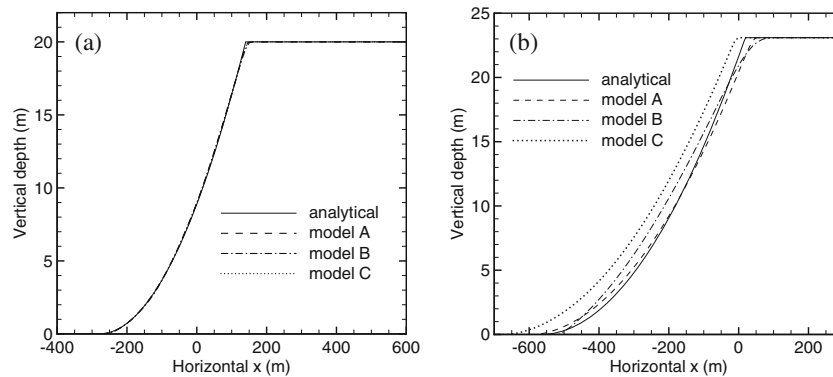 (a)
20
15
10
5
0
Vertical depth (m)
analytical
model A
model B
model C
-400 -200 0 200 400 600
Horizontal x (m)
(b)
25
20
15
10
5
0
Vertical depth (m)
analytical
model A
model B
model C
-600 -400 -200 0 200
Horizontal x (m)